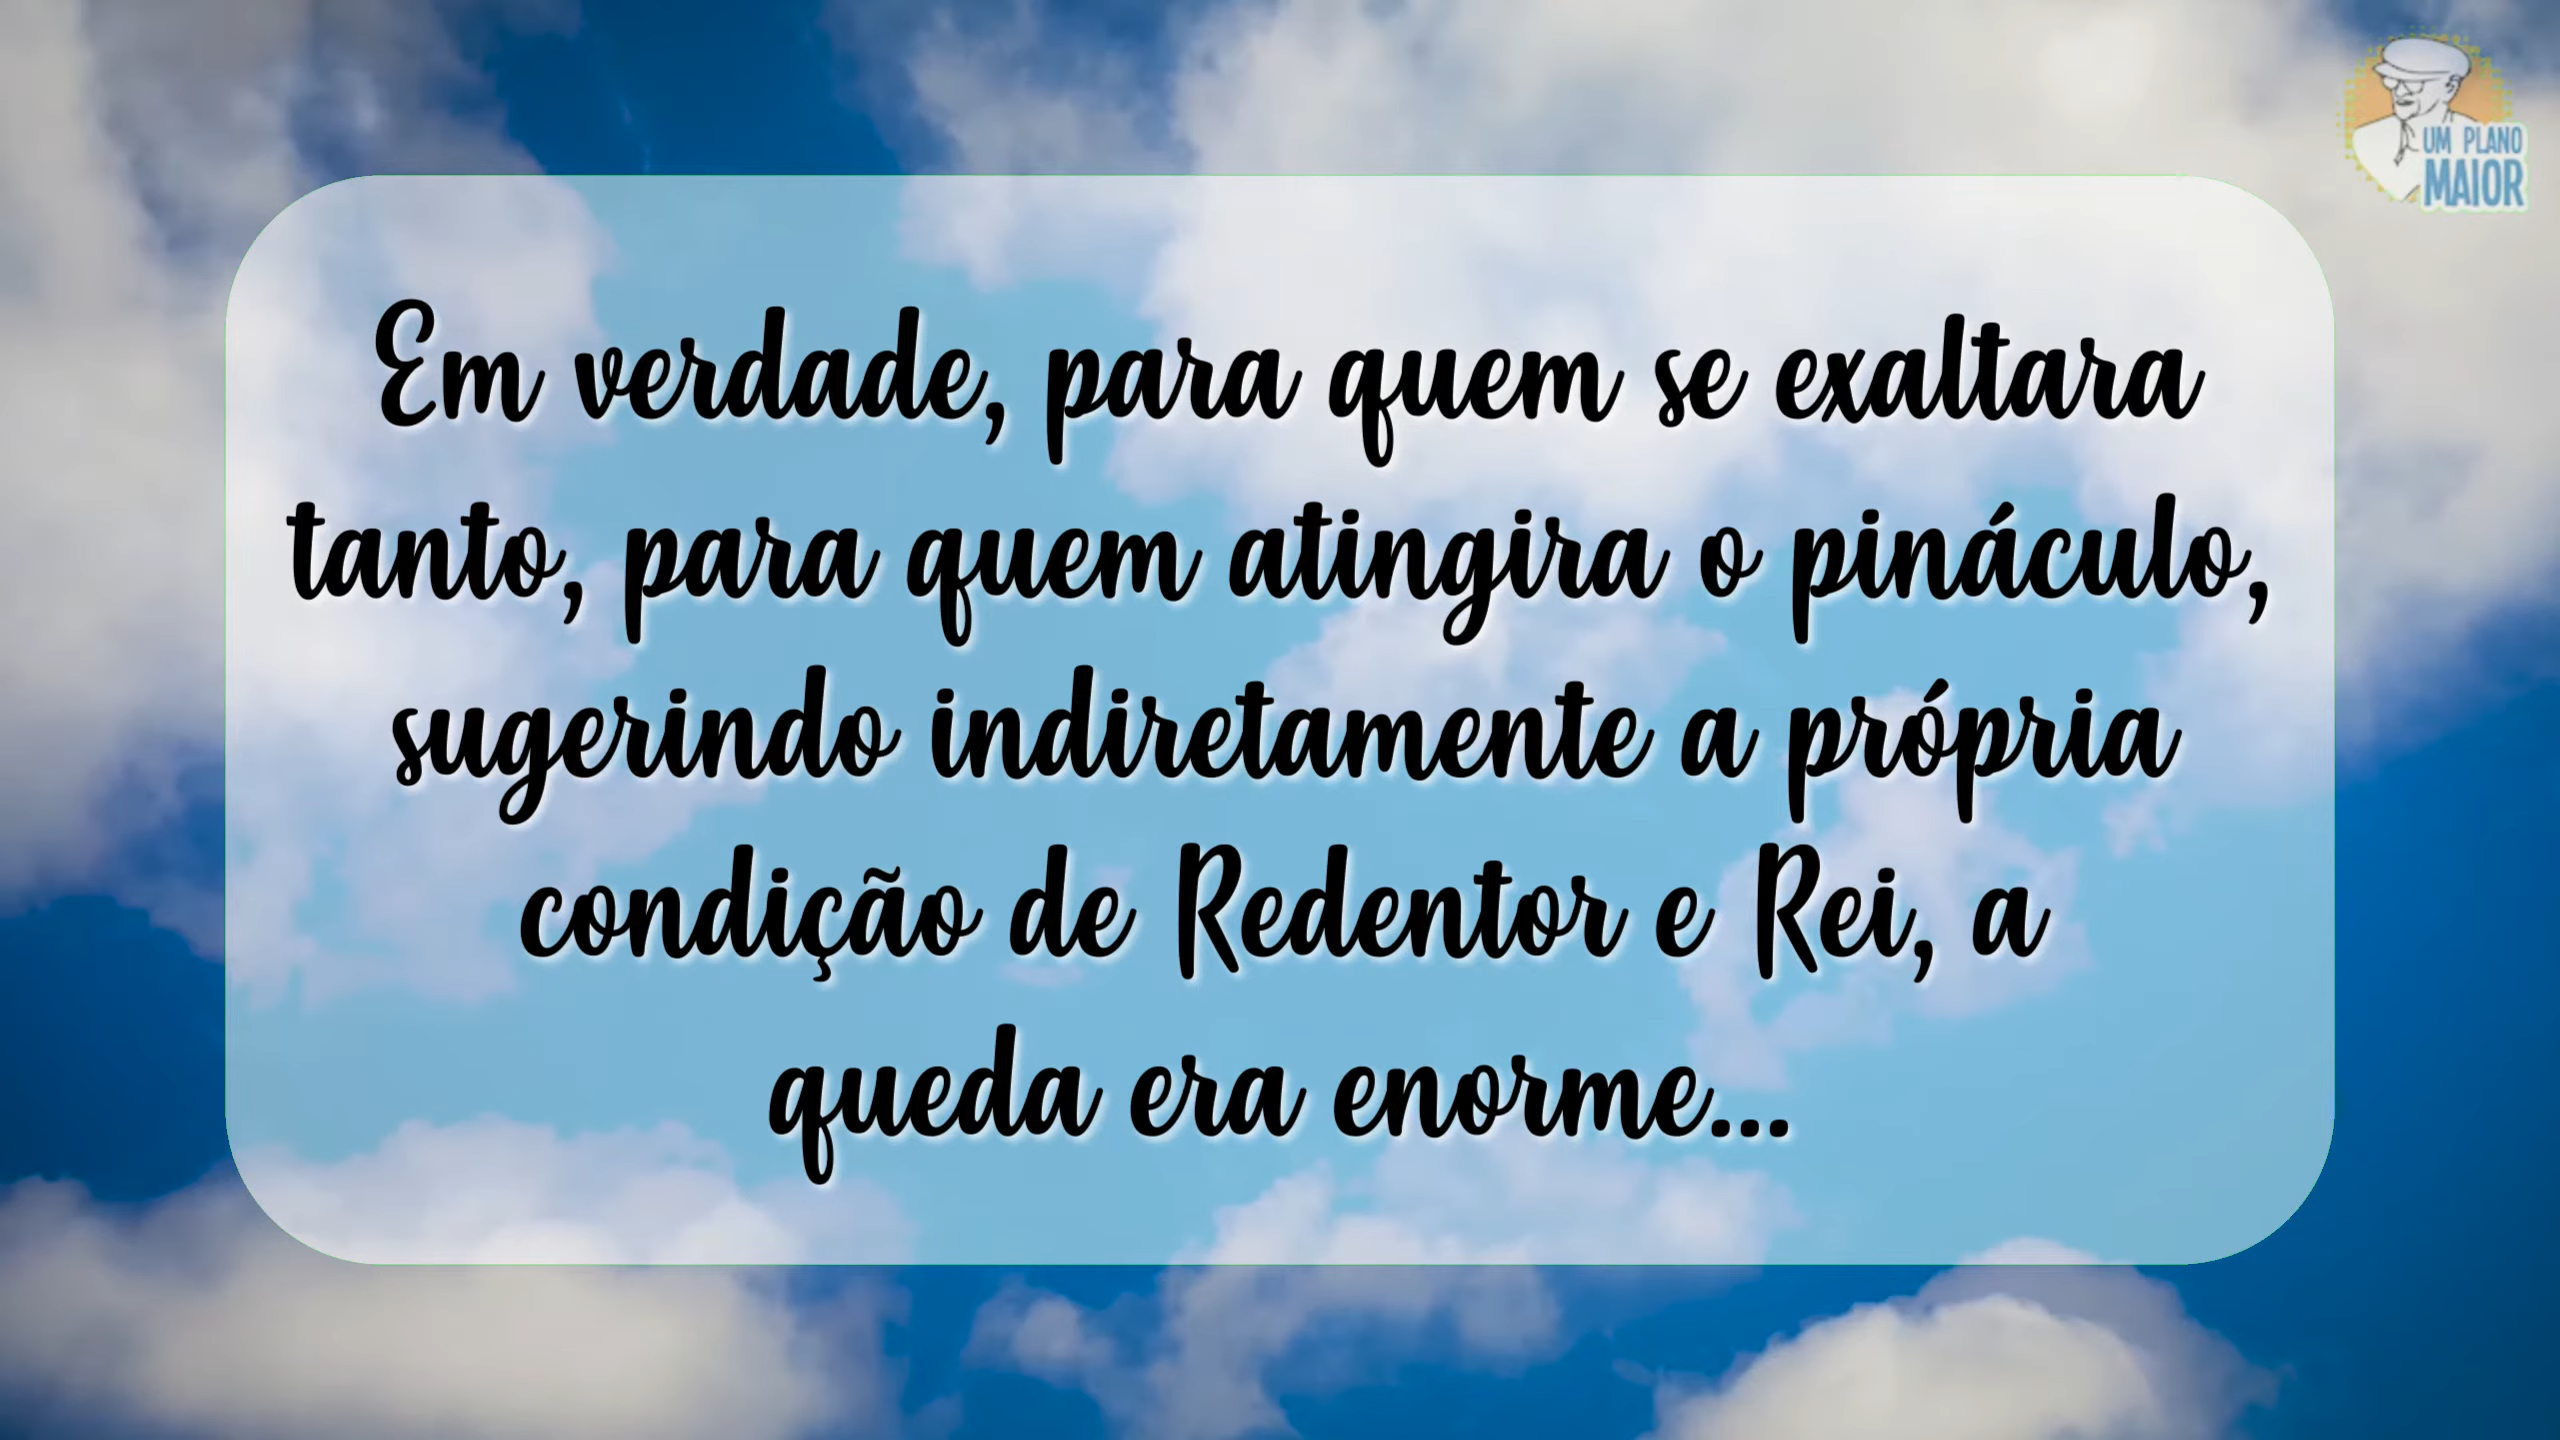 UM PLANO
MAIOR
Em verdade, para quem se exaltara
tanto, para quem atingira o pináculo,
sugerindo indiretamente a própria
condição de Redentor e Rei, a
queda era enorme...